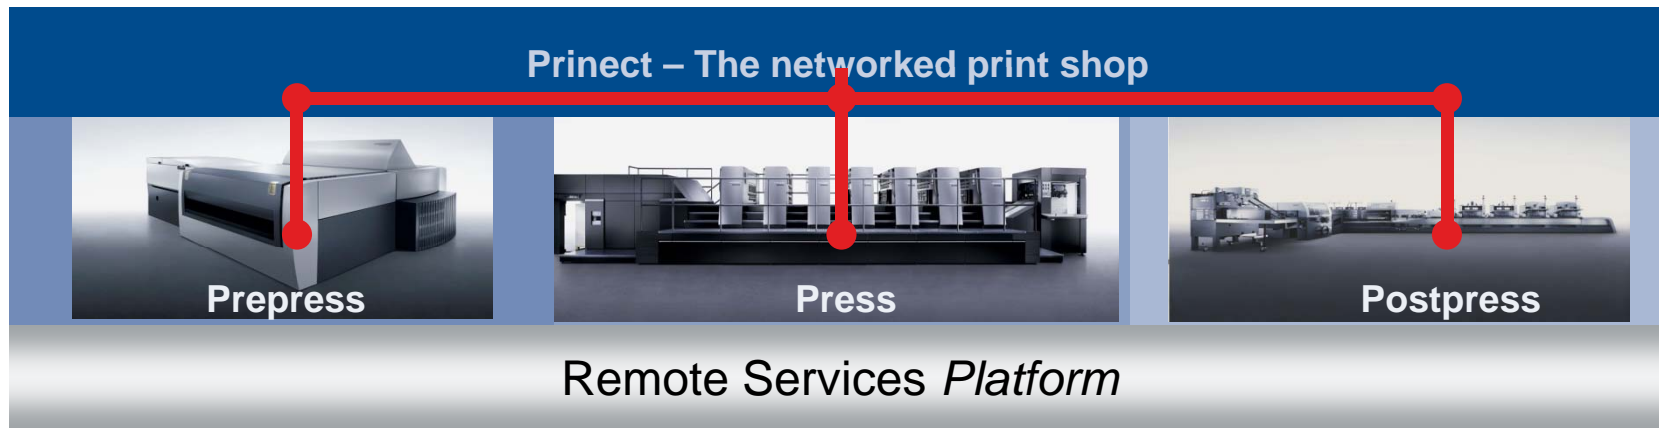 Prinect – The networked print shop
Prepress
Press
Postpress
Remote Services Platform